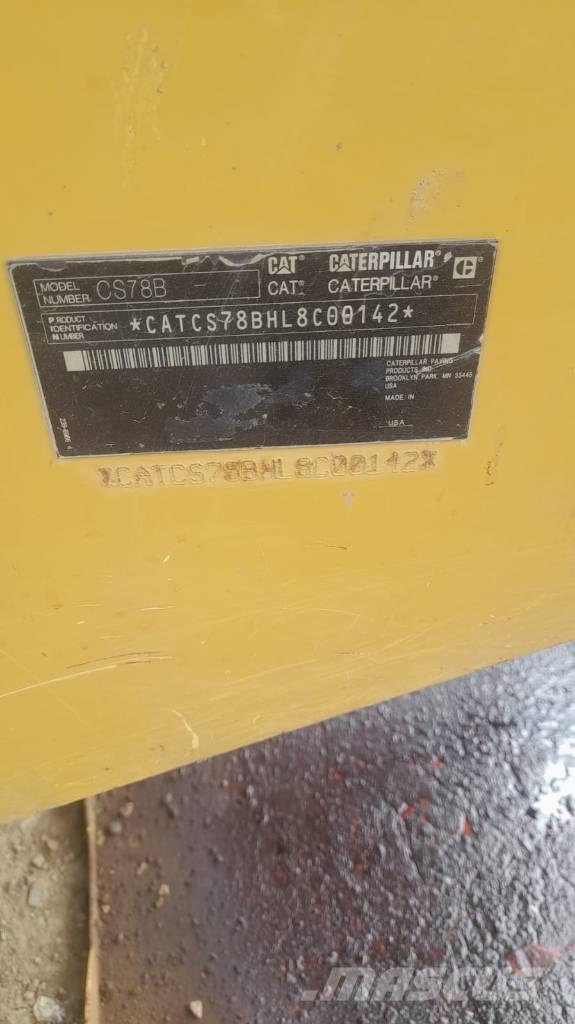 CAT CATERPILLAR®
MODEL NUMBER CS78B CAT® CATERPILLAR®
PRODUCT IDENTIFICATION NUMBER *CATCS78BHL8C00142*
CATERPILLAR PAVING
PRODUCTS INC.
BROOKLYN PARK, MN 55445
USA
MADE IN
USA
*CATCS78BHL8C00142*
MASCUS